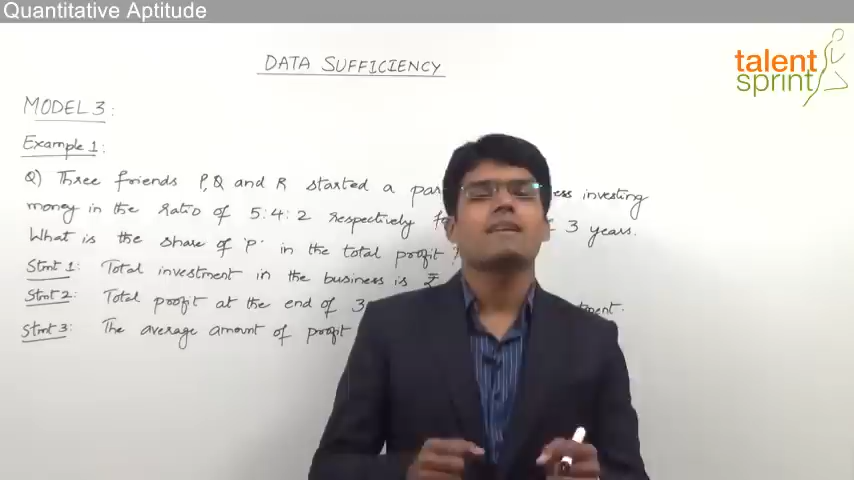 Quantitative Aptitude
DATA SUFFICIENCY
talent
sprint
MODEL 3:
Example 1:
Q) Three friends P, Q and R started a par ess investing
money in the ratio of 5:4:2 respectively 3 years.
What is the share of 'P' in the total profit?
Stmt 1: Total investment in the business is ₹
Stmt 2: Total profit at the end of 3
Stmt 3: The average amount of profit